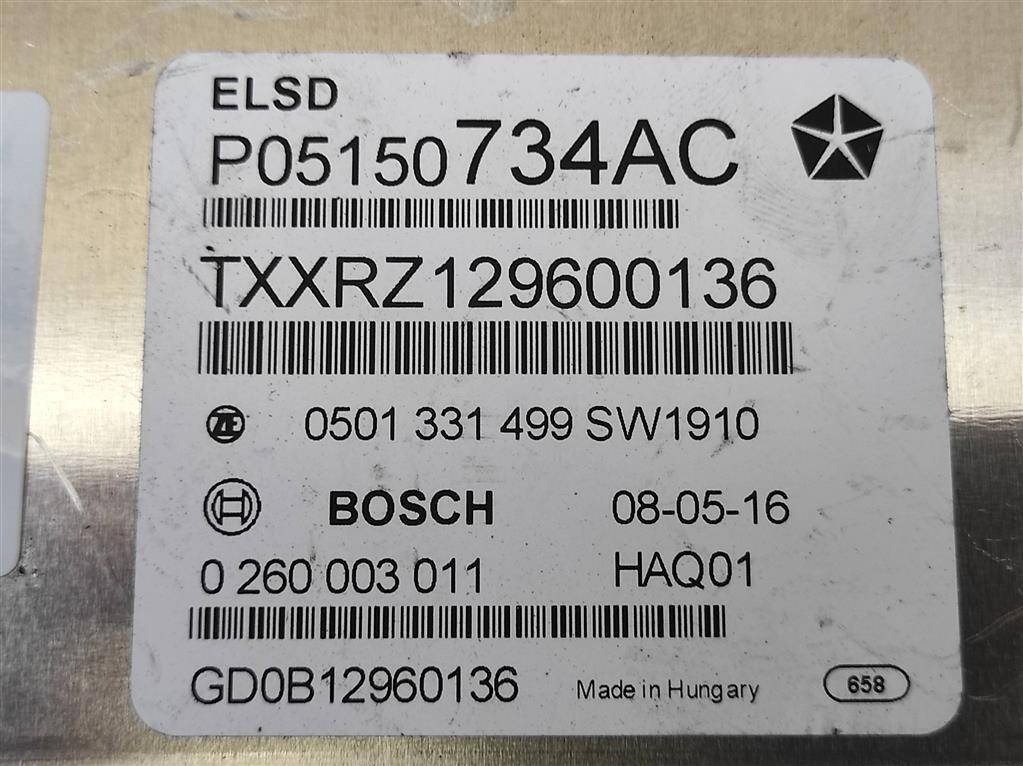 ELSD
P05150734AC
TXXRZ129600136
ZF 0501 331 499 SW1910
BOSCH 08-05-16
0 260 003 011 HAQ01
GD0B12960136 Made in Hungary 658